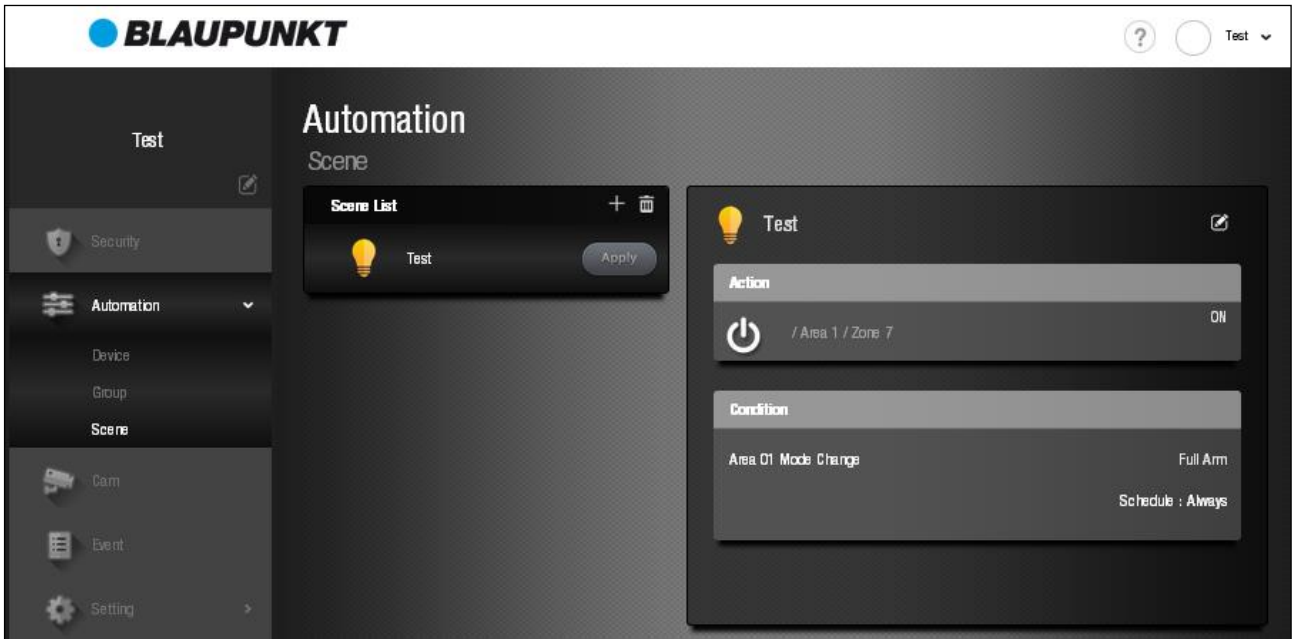 BLAUPUNKT
?
Test
Test
Security
Automation
Device
Group
Scene
Cam
Event
Setting
Automation
Scene
Scene List
Test
Apply
Test
Action
/ Area 1 / Zone 7
ON
Condition
Area 01 Mode Change
Full Arm
Schedule : Always